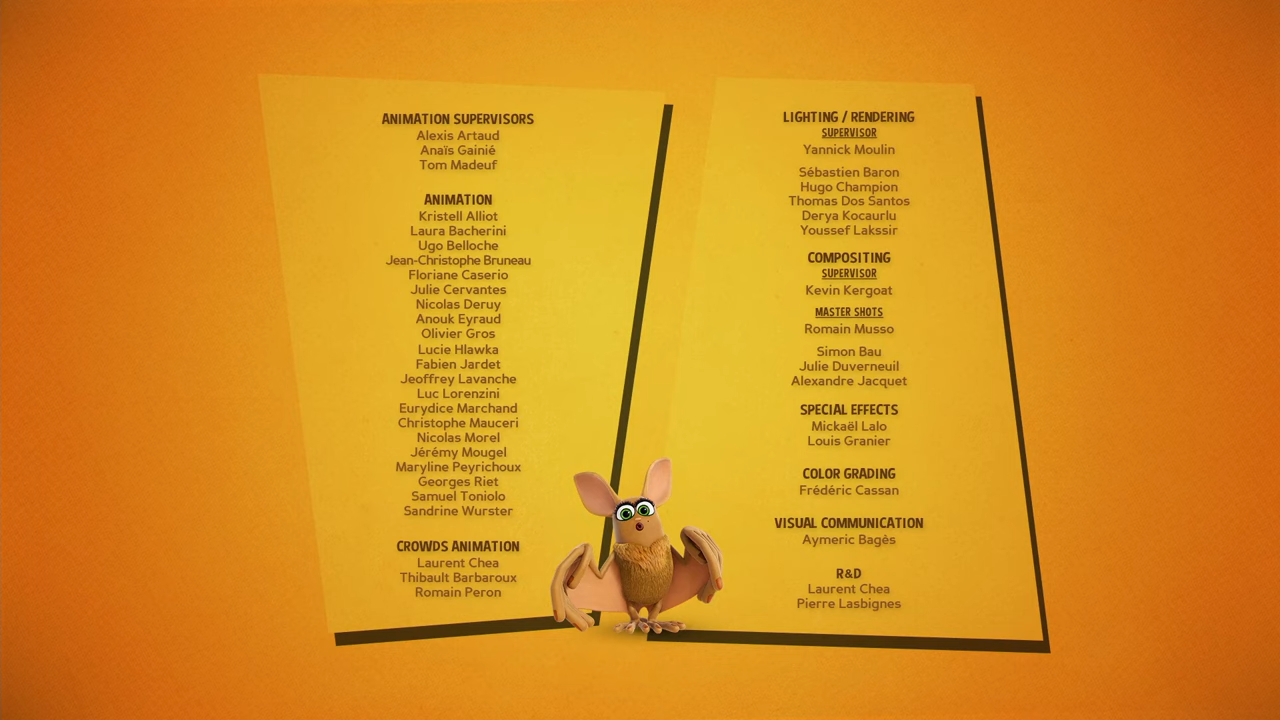 ANIMATION SUPERVISORS
Alexis Artaud
Anaïs Gainié
Tom Madeuf
ANIMATION
Kristell Alliot
Laura Bacherini
Ugo Belloche
Jean-Christophe Bruneau
Floriane Caserio
Julie Cervantes
Nicolas Deruy
Anouk Eyraud
Olivier Gros
Lucie Hlawka
Fabien Jardet
Jeoffrey Lavanche
Luc Lorenzini
Eurydice Marchand
Christophe Mauceri
Nicolas Morel
Jérémy Mougel
Maryline Peyrichoux
Georges Riet
Samuel Toniolo
Sandrine Wurster
CROWDS ANIMATION
Laurent Chea
Thibault Barbaroux
Romain Peron
LIGHTING / RENDERING
SUPERVISOR
Yannick Moulin
Sébastien Baron
Hugo Champion
Thomas Dos Santos
Derya Kocaurlu
Youssef Lakssir
COMPOSITING
SUPERVISOR
Kevin Kergoat
MASTER SHOTS
Romain Musso
Simon Bau
Julie Duverneuil
Alexandre Jacquet
SPECIAL EFFECTS
Mickaël Lalo
Louis Granier
COLOR GRADING
Frédéric Cassan
VISUAL COMMUNICATION
Aymeric Bagès
R&D
Laurent Chea
Pierre Lasbignes